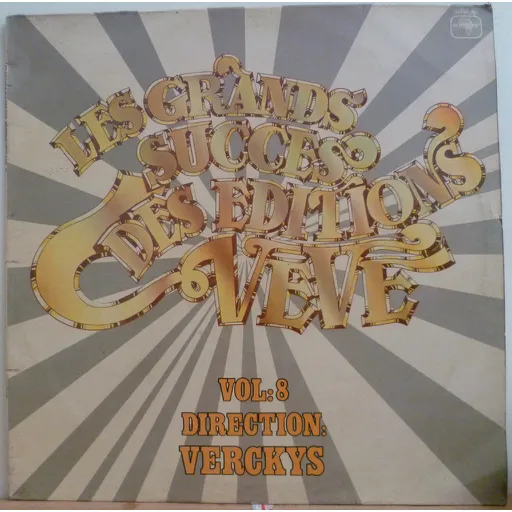 LES GRANDS
SUCCES
DES EDITIONS
VEVE
VOL: 8
DIRECTION:
VERCKYS